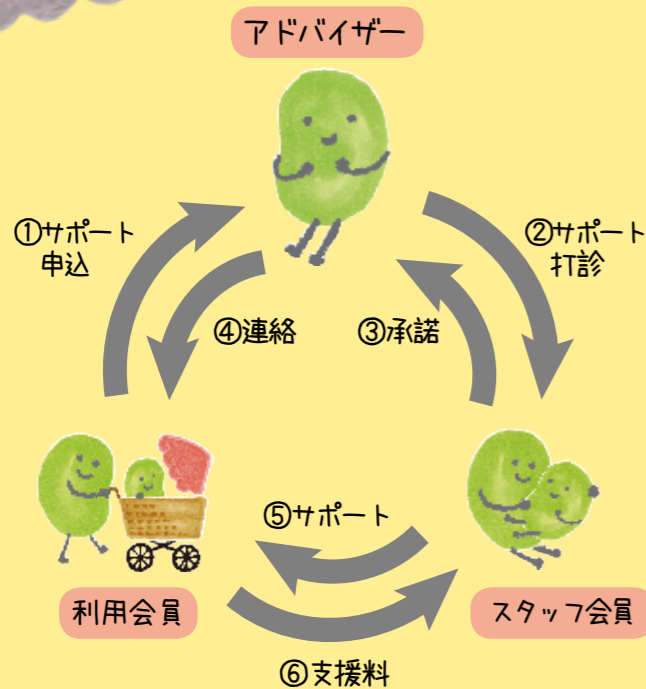 アドバイザー
①サポート
申込
②サポート
打診
④連絡
③承諾
⑤サポート
利用会員
スタッフ会員
⑥支援料